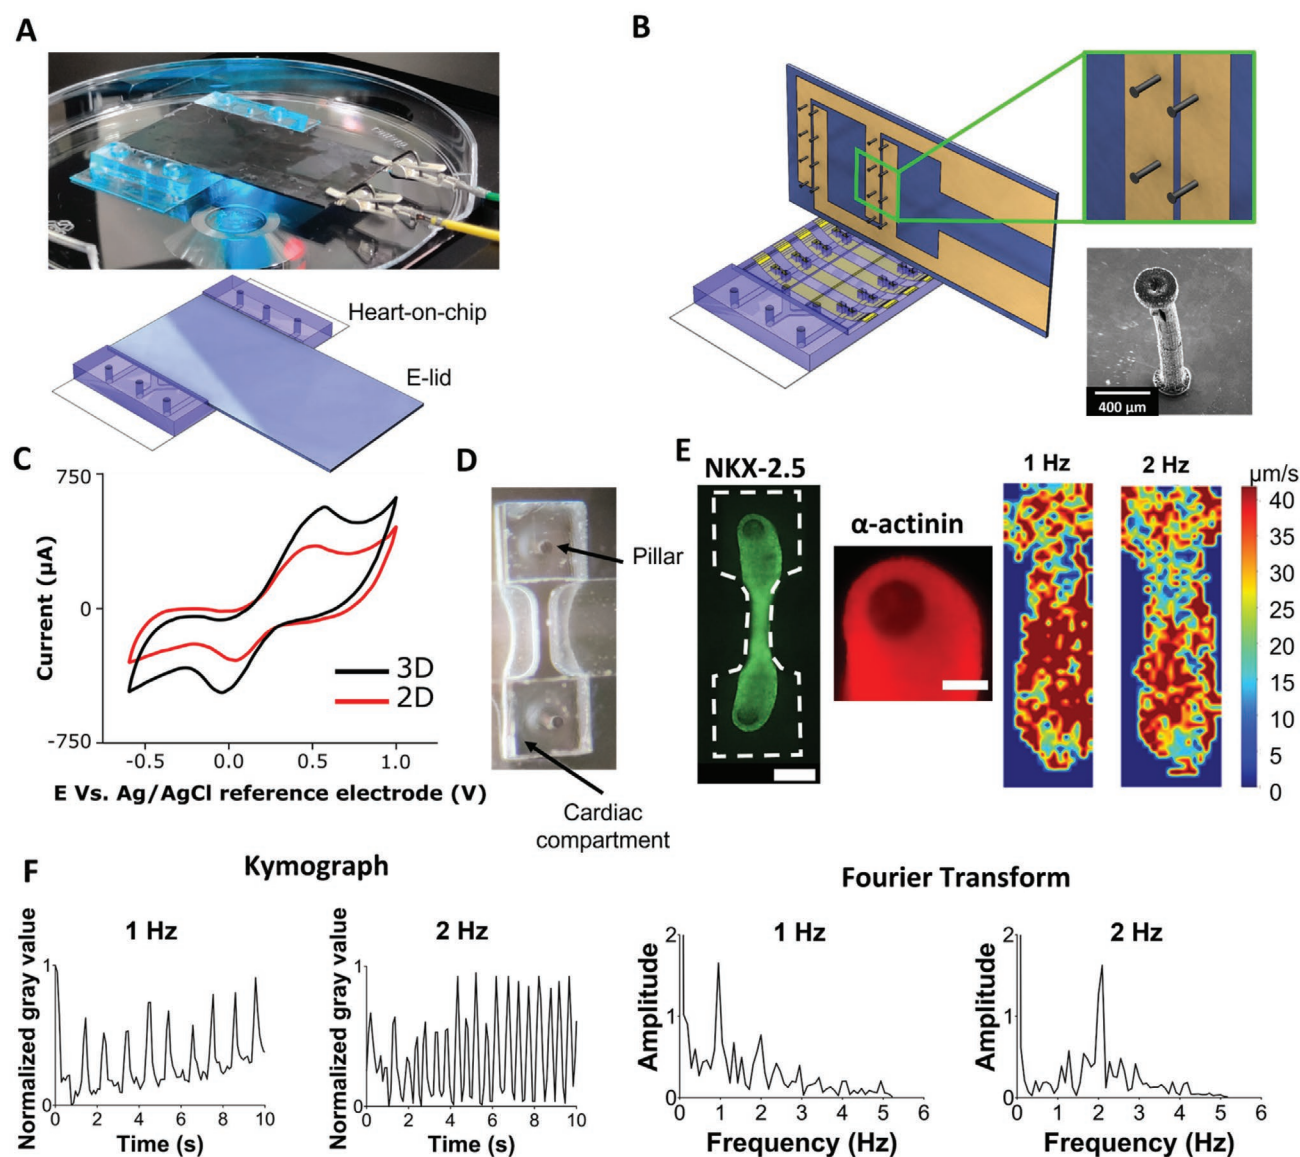 A
B
Heart-on-chip
E-lid
400 µm
C
750
0
-750
Current (µA)
3D
2D
-0.5
0.0
0.5
1.0
E Vs. Ag/AgCl reference electrode (V)
D
Pillar
Cardiac
compartment
E
NKX-2.5
α-actinin
1 Hz
2 Hz
µm/s
40
35
30
25
20
15
10
5
0
F
Kymograph
Fourier Transform
1 Hz
Normalized gray value
1
0
0
2
4
6
8
10
Time (s)
2 Hz
Normalized gray value
1
0
0
2
4
6
8
10
Time (s)
1 Hz
Amplitude
2
1
0
0
1
2
3
4
5
6
Frequency (Hz)
2 Hz
Amplitude
2
1
0
0
1
2
3
4
5
6
Frequency (Hz)